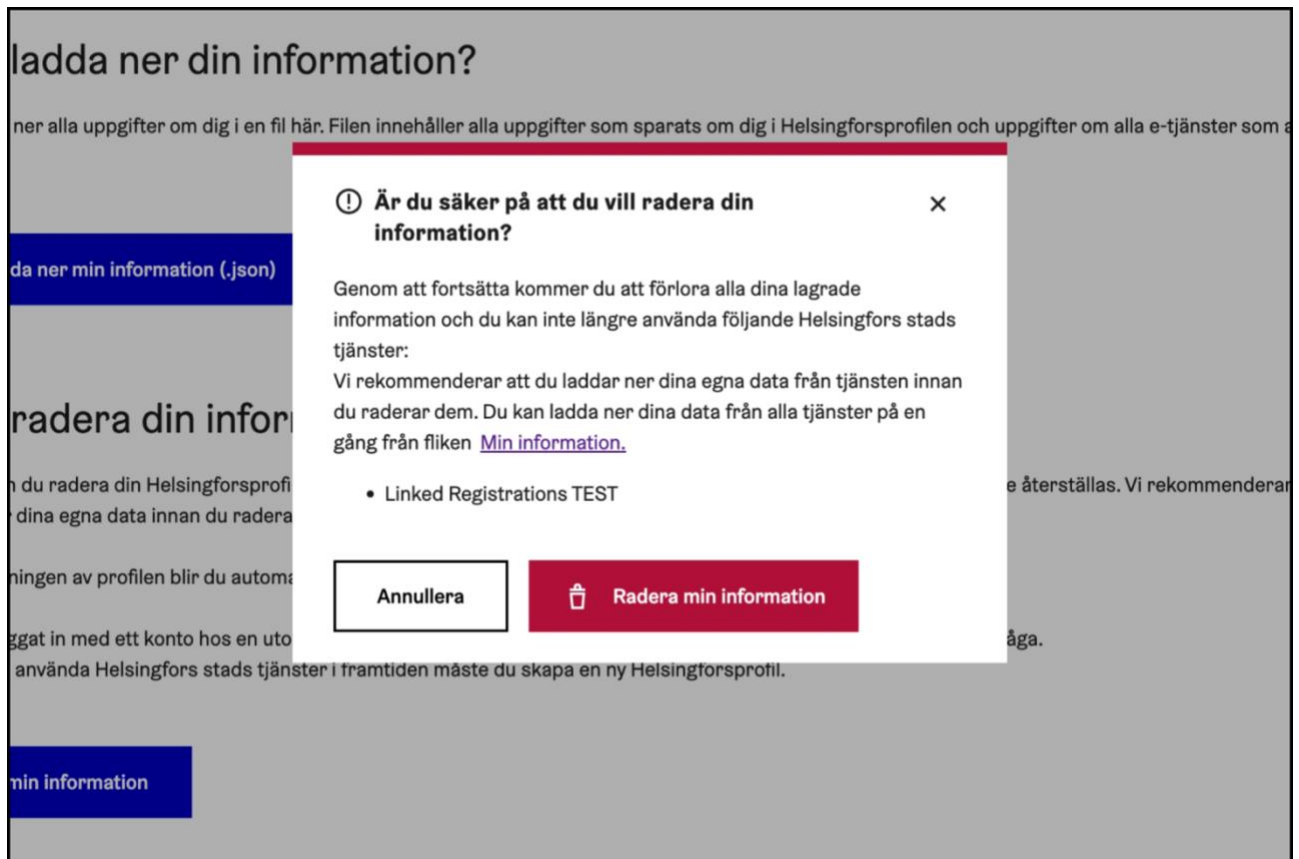 ladda ner din information?
ner alla uppgifter om dig i en fil här. Filen innehåller alla uppgifter som sparats om dig i Helsingforsprofilen och uppgifter om alla e-tjänster som
Är du säker på att du vill radera din
information?
da ner min information (.json)
Genom att fortsätta kommer du att förlora alla dina lagrade
information och du kan inte längre använda följande Helsingfors stads
tjänster:
Vi rekommenderar att du laddar ner dina egna data från tjänsten innan
du raderar dem. Du kan ladda ner dina data från alla tjänster på en
gång från fliken Min information.
• Linked Registrations TEST
Annullera
Radera min information
radera din infor
du radera din Helsingforsprofi
e återställas. Vi rekommenderar
dina egna data innan du radera
ningen av profilen blir du automa
ggat in med ett konto hos en uto
åga.
använda Helsingfors stads tjänster i framtiden måste du skapa en ny Helsingforsprofil.
min information